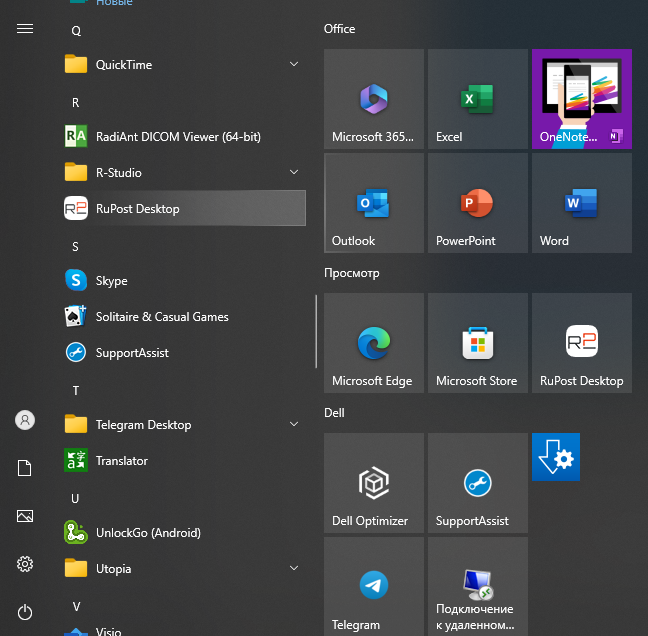 Новые
Q
QuickTime
R
RadiAnt DICOM Viewer (64-bit)
R-Studio
RuPost Desktop
S
Skype
Solitaire & Casual Games
SupportAssist
T
Telegram Desktop
Translator
U
UnlockGo (Android)
Utopia
V
Visio
Office
Microsoft 365...
Excel
OneNote...
Outlook
PowerPoint
Word
Просмотр
Microsoft Edge
Microsoft Store
RuPost Desktop
Dell
Dell Optimizer
SupportAssist
Telegram
Подключение
к удаленном...